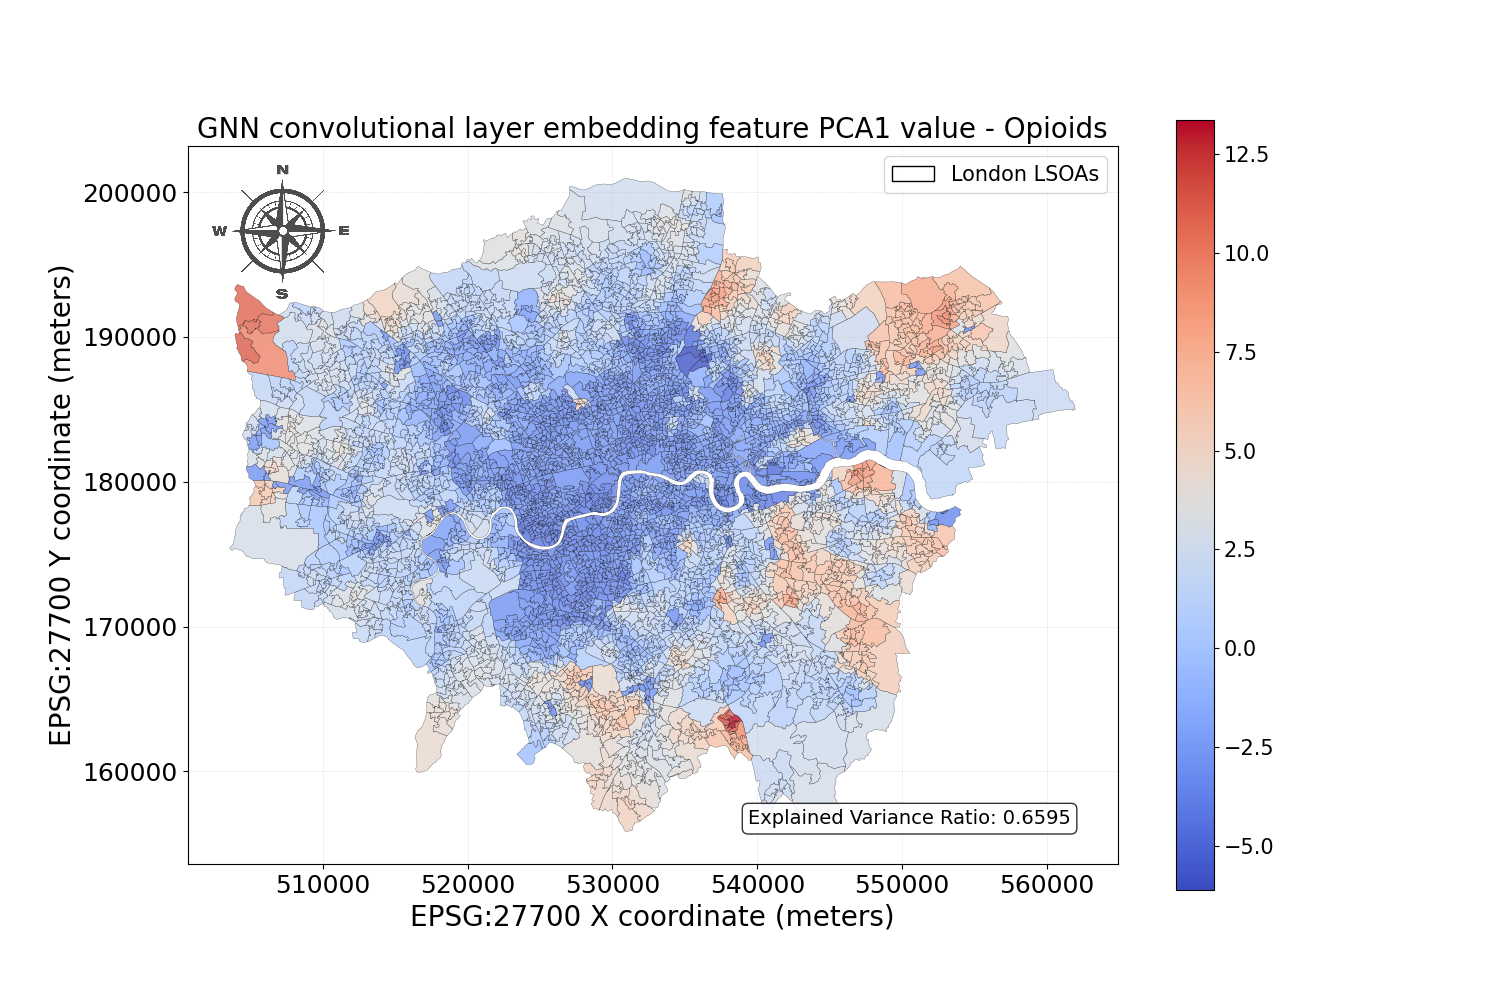 GNN convolutional layer embedding feature PCA1 value - Opioids
London LSOAs
N
W
E
S
200000
190000
180000
170000
160000
EPSG:27700 Y coordinate (meters)
510000
520000
530000
540000
550000
560000
EPSG:27700 X coordinate (meters)
Explained Variance Ratio: 0.6595
12.5
10.0
7.5
5.0
2.5
0.0
−2.5
−5.0